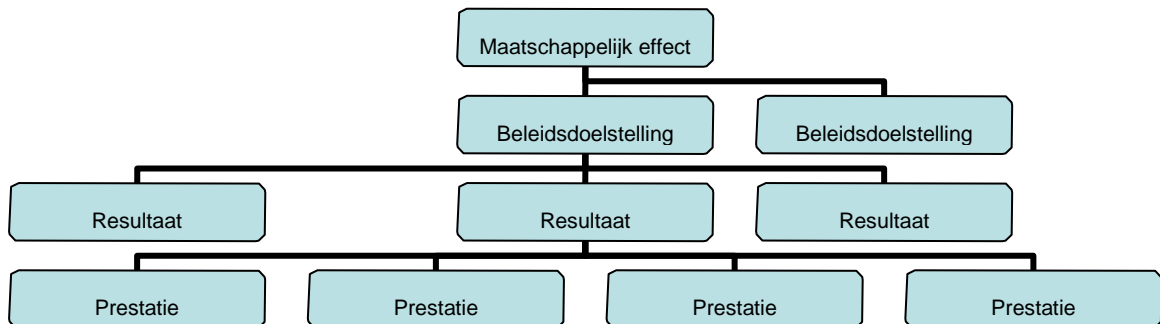 Maatschappelijk effect
Beleidsdoelstelling
Beleidsdoelstelling
Resultaat
Resultaat
Resultaat
Prestatie
Prestatie
Prestatie
Prestatie